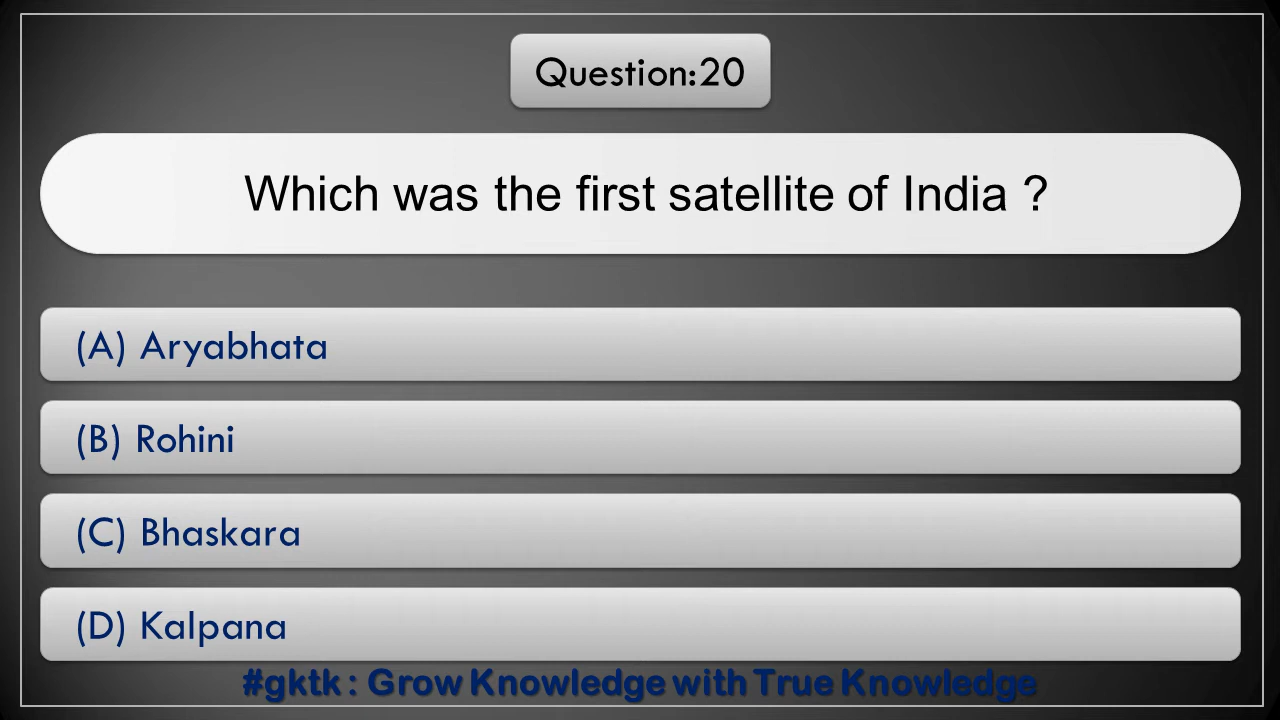 Question:20
Which was the first satellite of India ?
(A) Aryabhata
(B) Rohini
(C) Bhaskara
(D) Kalpana
#gktk : Grow Knowledge with True Knowledge